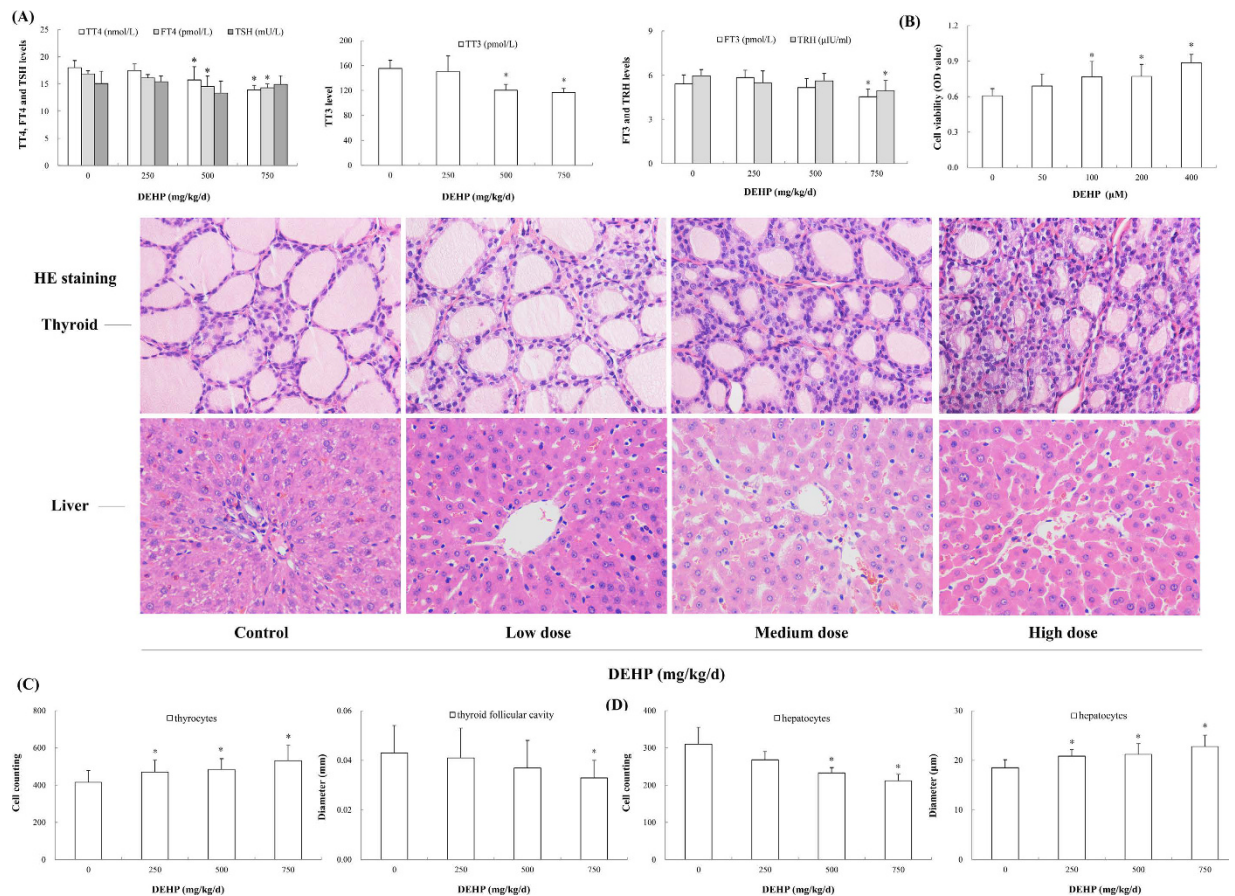 (A)
TT4 (nmol/L) FT4 (pmol/L) TSH (mU/L)
TT4, FT4 and TSH levels
25
20
15
10
5
0
* * * *
0 250 500 750
DEHP (mg/kg/d)
TT3 (pmol/L)
TT3 level
200
160
120
80
40
0
* *
0 250 500 750
DEHP (mg/kg/d)
FT3 (pmol/L) TRH (μIU/ml)
FT3 and TRH levels
9
6
3
0
* *
0 250 500 750
DEHP (mg/kg/d)
(B)
Cell viability (OD value)
1.2
0.9
0.6
0.3
0.0
* * *
0 50 100 200 400
DEHP (μM)
HE staining
Thyroid
Liver
Control Low dose Medium dose High dose
DEHP (mg/kg/d)
(C)
thyrocytes
Cell counting
800
600
400
200
0
* * *
0 250 500 750
DEHP (mg/kg/d)
thyroid follicular cavity
Diameter (mm)
0.06
0.04
0.02
0.00
*
0 250 500 750
DEHP (mg/kg/d)
(D)
hepatocytes
Cell counting
400
300
200
100
0
* *
0 250 500 750
DEHP (mg/kg/d)
hepatocytes
Diameter (μm)
30
20
10
0
* * *
0 250 500 750
DEHP (mg/kg/d)